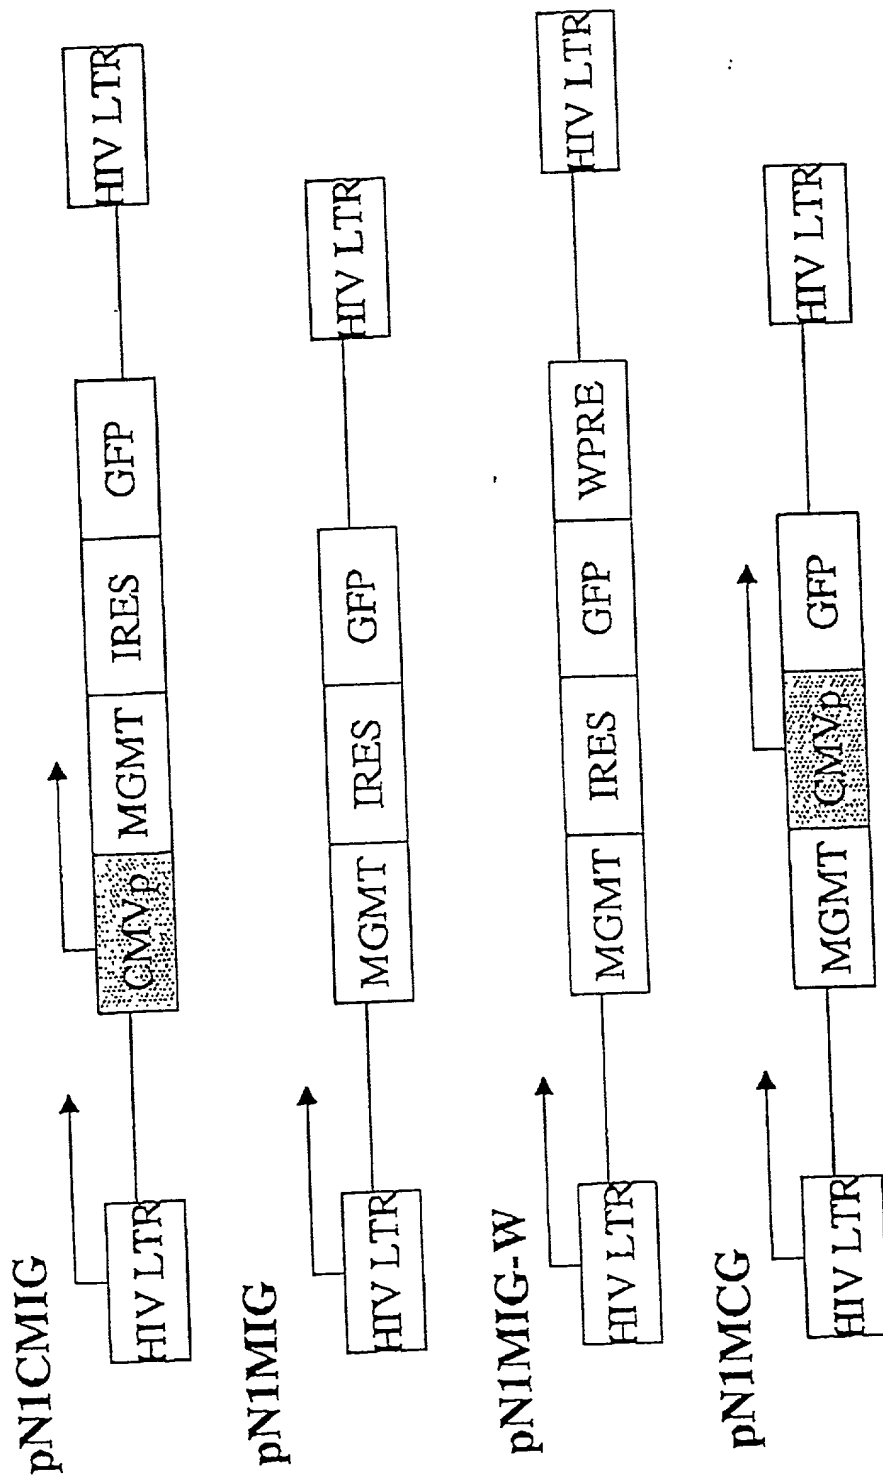 pN1CMIG
HIV LTR CMVp MGMT IRES GFP HIV LTR
pN1MIG
HIV LTR MGMT IRES GFP HIV LTR
pN1MIG-W
HIV LTR MGMT IRES GFP WPRE HIV LTR
pN1MCG
HIV LTR MGMT CMVp GFP HIV LTR